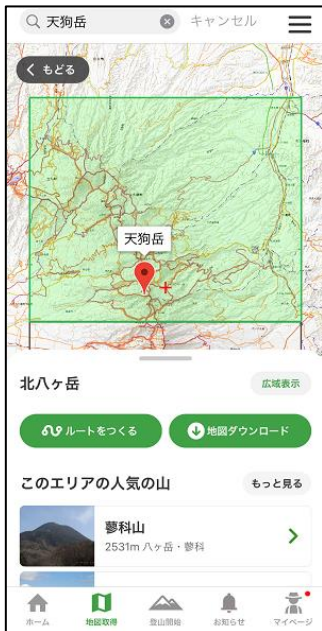 天狗岳
キャンセル
もどる
天狗岳
北八ヶ岳
広域表示
ルートをつくる
地図ダウンロード
このエリアの人気の山
もっと見る
蓼科山
2531m 八ヶ岳・蓼科
ホーム
地図取得
登山開始
お知らせ
マイページ